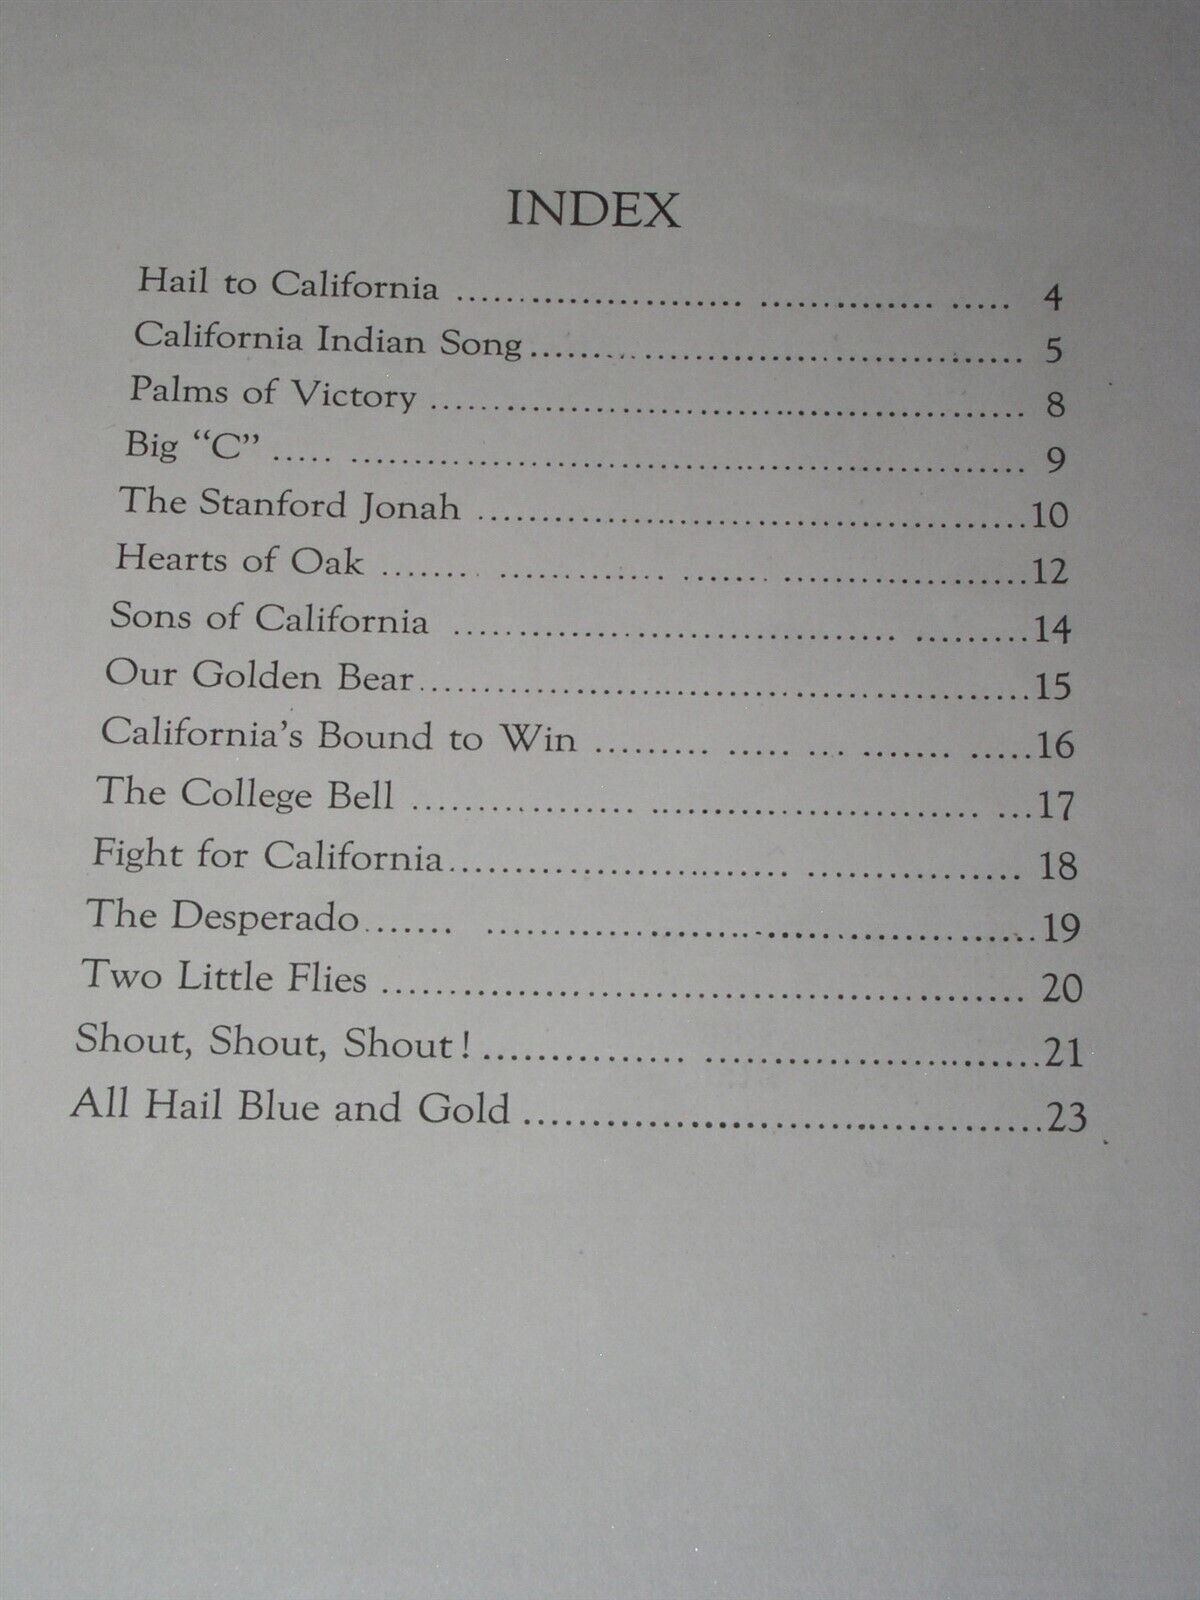 INDEX
Hail to California ............................................. 4
California Indian Song ........................................ 5
Palms of Victory ............................................... 8
Big “C” ........................................................... 9
The Stanford Jonah ............................................10
Hearts of Oak ..................................................12
Sons of California .............................................14
Our Golden Bear................................................15
California’s Bound to Win ..................................16
The College Bell ................................................17
Fight for California............................................. 18
The Desperado...................................................19
Two Little Flies ................................................. 20
Shout, Shout, Shout! ...........................................21
All Hail Blue and Gold .......................................23